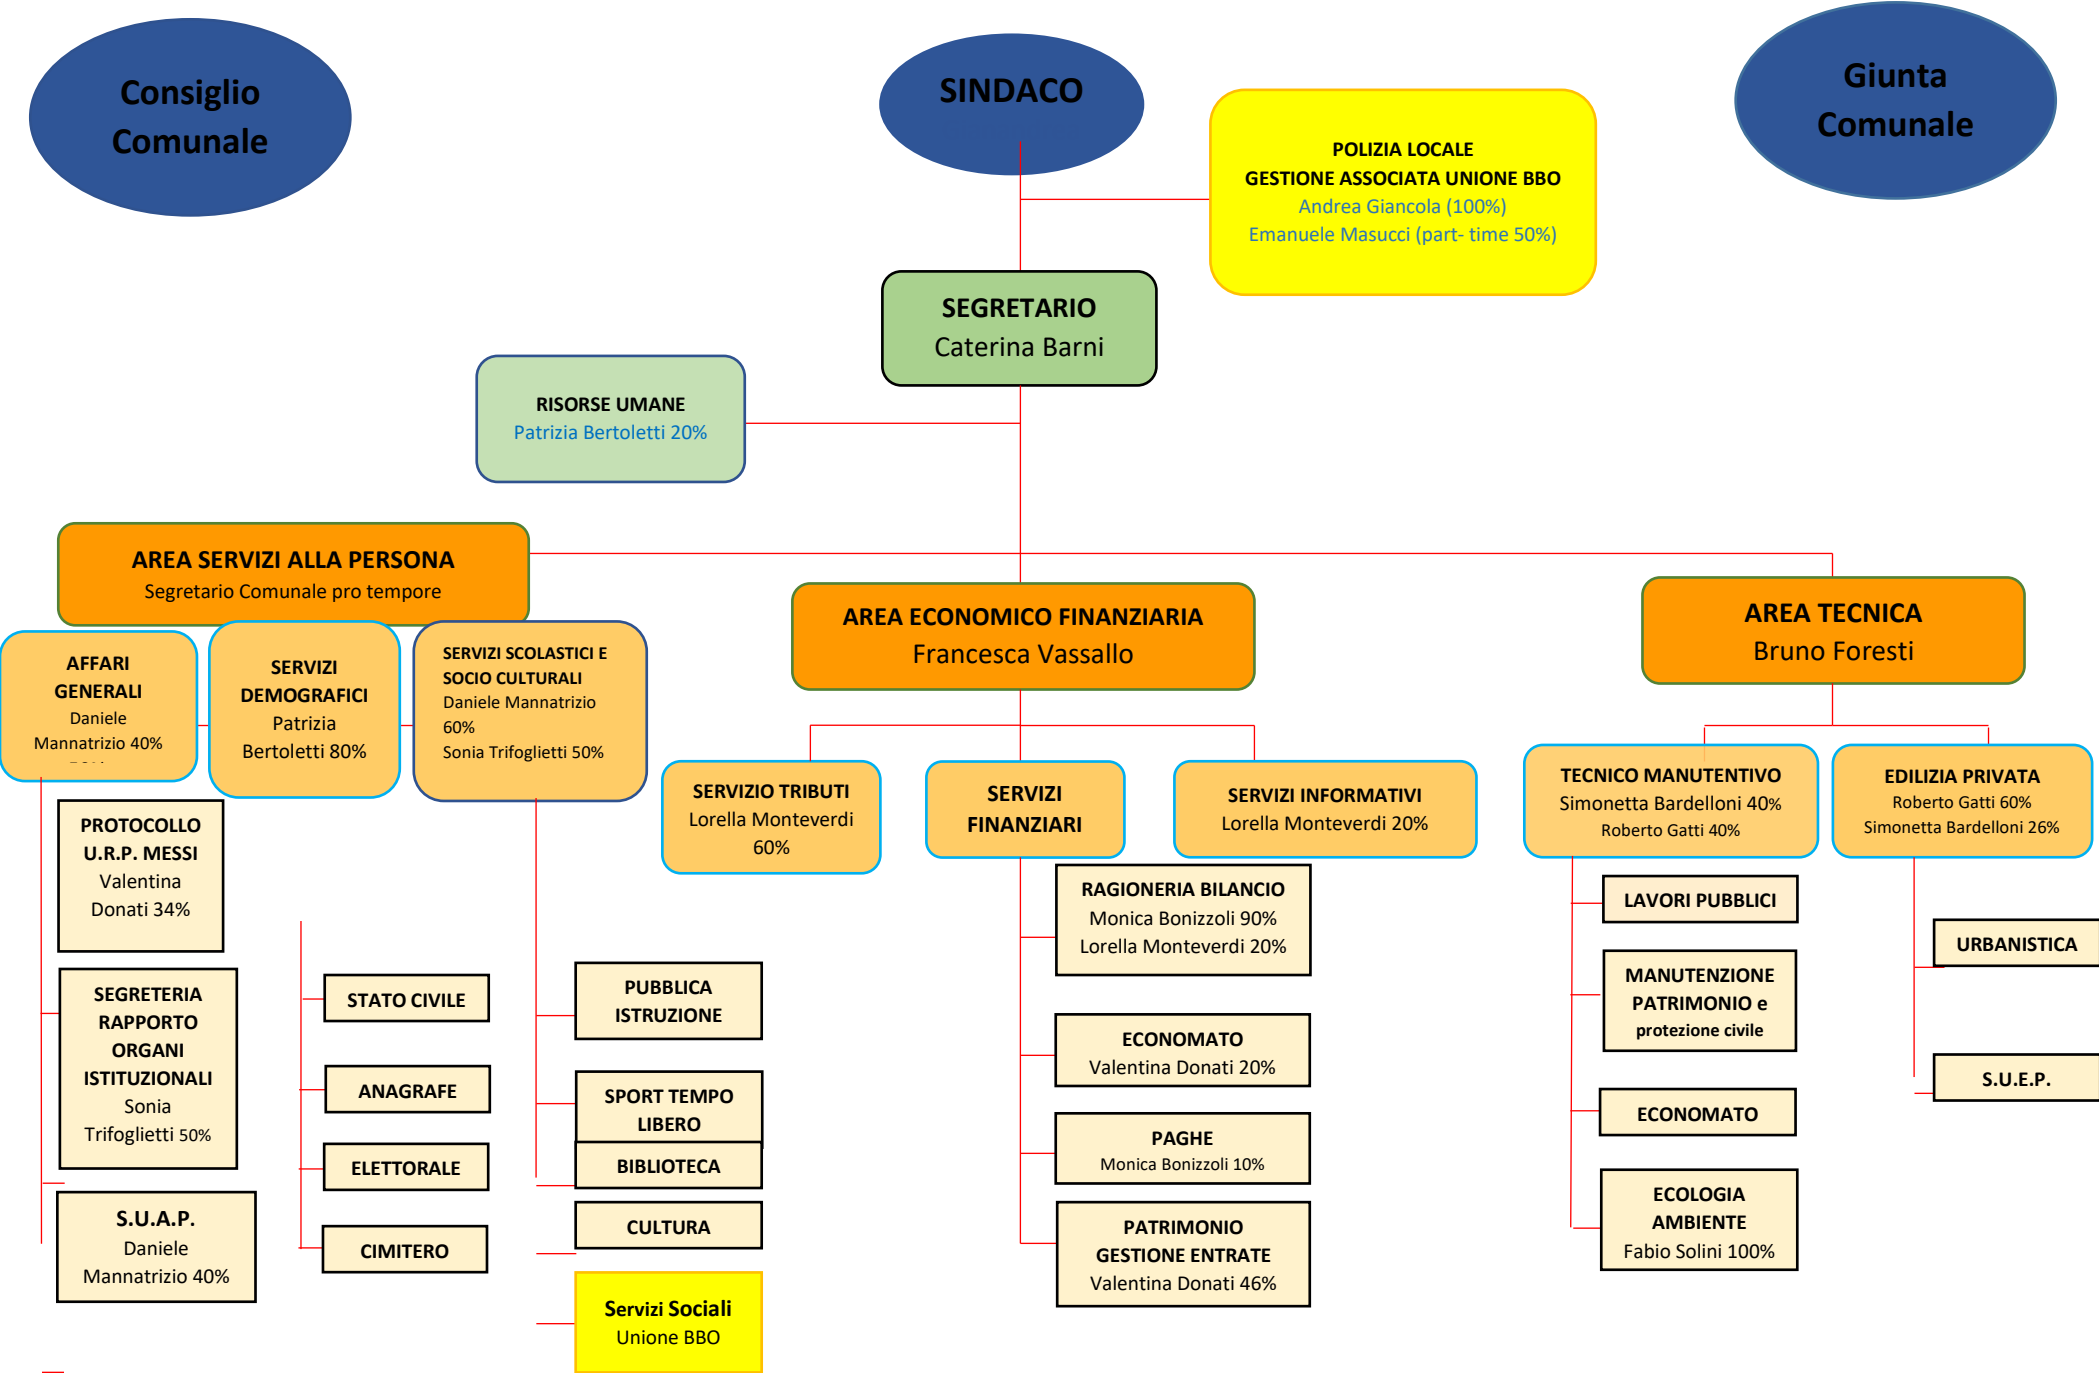 Consiglio
Comunale
SINDACO
Giunta
Comunale
POLIZIA LOCALE
GESTIONE ASSOCIATA UNIONE BBO
Andrea Giancola (100%)
Emanuele Masucci (part- time 50%)
SEGRETARIO
Caterina Barni
RISORSE UMANE
Patrizia Bertoletti 20%
AREA SERVIZI ALLA PERSONA
Segretario Comunale pro tempore
AREA ECONOMICO FINANZIARIA
Francesca Vassallo
AREA TECNICA
Bruno Foresti
AFFARI
GENERALI
Daniele
Mannatrizio 40%
SERVIZI
DEMOGRAFICI
Patrizia
Bertoletti 80%
SERVIZI SCOLASTICI E
SOCIO CULTURALI
Daniele Mannatrizio
60%
Sonia Trifoglietti 50%
SERVIZIO TRIBUTI
Lorella Monteverdi
60%
SERVIZI
FINANZIARI
SERVIZI INFORMATIVI
Lorella Monteverdi 20%
TECNICO MANUTENTIVO
Simonetta Bardelloni 40%
Roberto Gatti 40%
EDILIZIA PRIVATA
Roberto Gatti 60%
Simonetta Bardelloni 26%
PROTOCOLLO
U.R.P. MESSI
Valentina
Donati 34%
SEGRETERIA
RAPPORTO
ORGANI
ISTITUZIONALI
Sonia
Trifoglietti 50%
S.U.A.P.
Daniele
Mannatrizio 40%
STATO CIVILE
ANAGRAFE
ELETTORALE
CIMITERO
PUBBLICA
ISTRUZIONE
SPORT TEMPO
LIBERO
BIBLIOTECA
CULTURA
Servizi Sociali
Unione BBO
RAGIONERIA BILANCIO
Monica Bonizzoli 90%
Lorella Monteverdi 20%
ECONOMATO
Valentina Donati 20%
PAGHE
Monica Bonizzoli 10%
PATRIMONIO
GESTIONE ENTRATE
Valentina Donati 46%
LAVORI PUBBLICI
MANUTENZIONE
PATRIMONIO e
protezione civile
ECONOMATO
ECOLOGIA
AMBIENTE
Fabio Solini 100%
URBANISTICA
S.U.E.P.